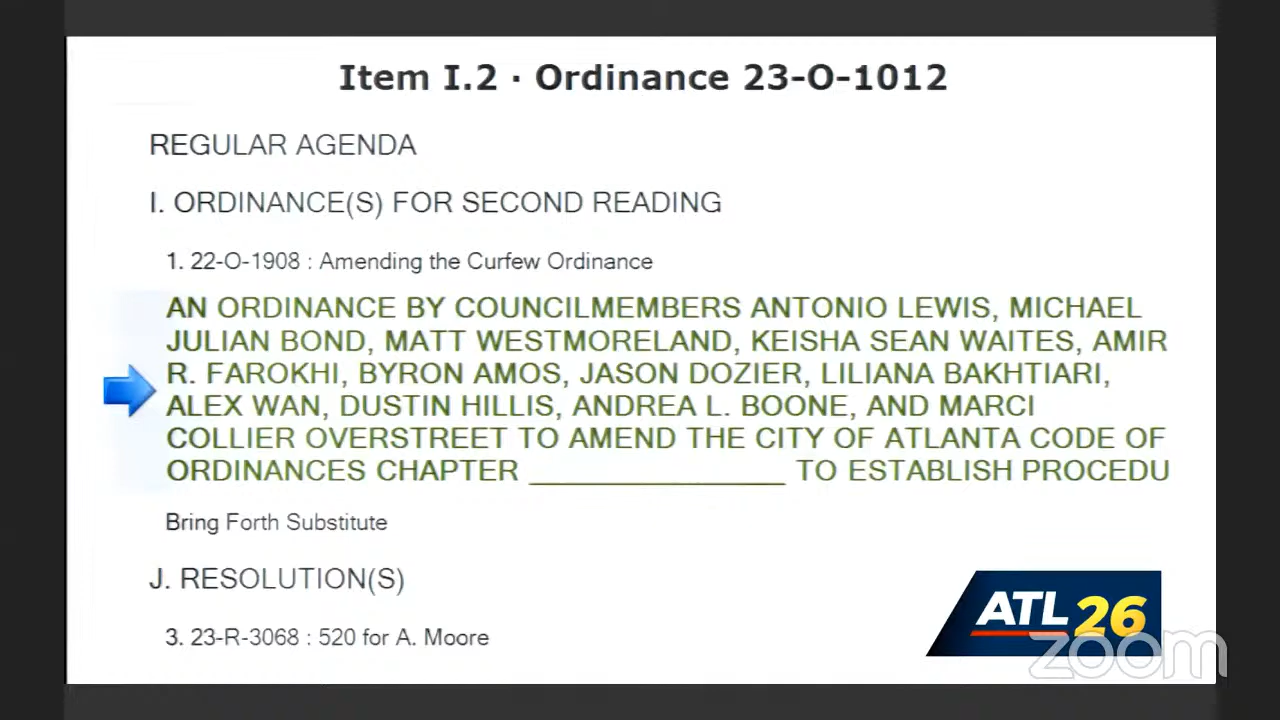 Item I.2 · Ordinance 23-O-1012
REGULAR AGENDA
I. ORDINANCE(S) FOR SECOND READING
1. 22-O-1908 : Amending the Curfew Ordinance
AN ORDINANCE BY COUNCILMEMBERS ANTONIO LEWIS, MICHAEL
JULIAN BOND, MATT WESTMORELAND, KEISHA SEAN WAITES, AMIR
R. FAROKHI, BYRON AMOS, JASON DOZIER, LILIANA BAKHTIARI,
ALEX WAN, DUSTIN HILLIS, ANDREA L. BOONE, AND MARCI
COLLIER OVERSTREET TO AMEND THE CITY OF ATLANTA CODE OF
ORDINANCES CHAPTER _______________ TO ESTABLISH PROCEDU
Bring Forth Substitute
J. RESOLUTION(S)
3. 23-R-3068 : 520 for A. Moore
ATL 26
zoom